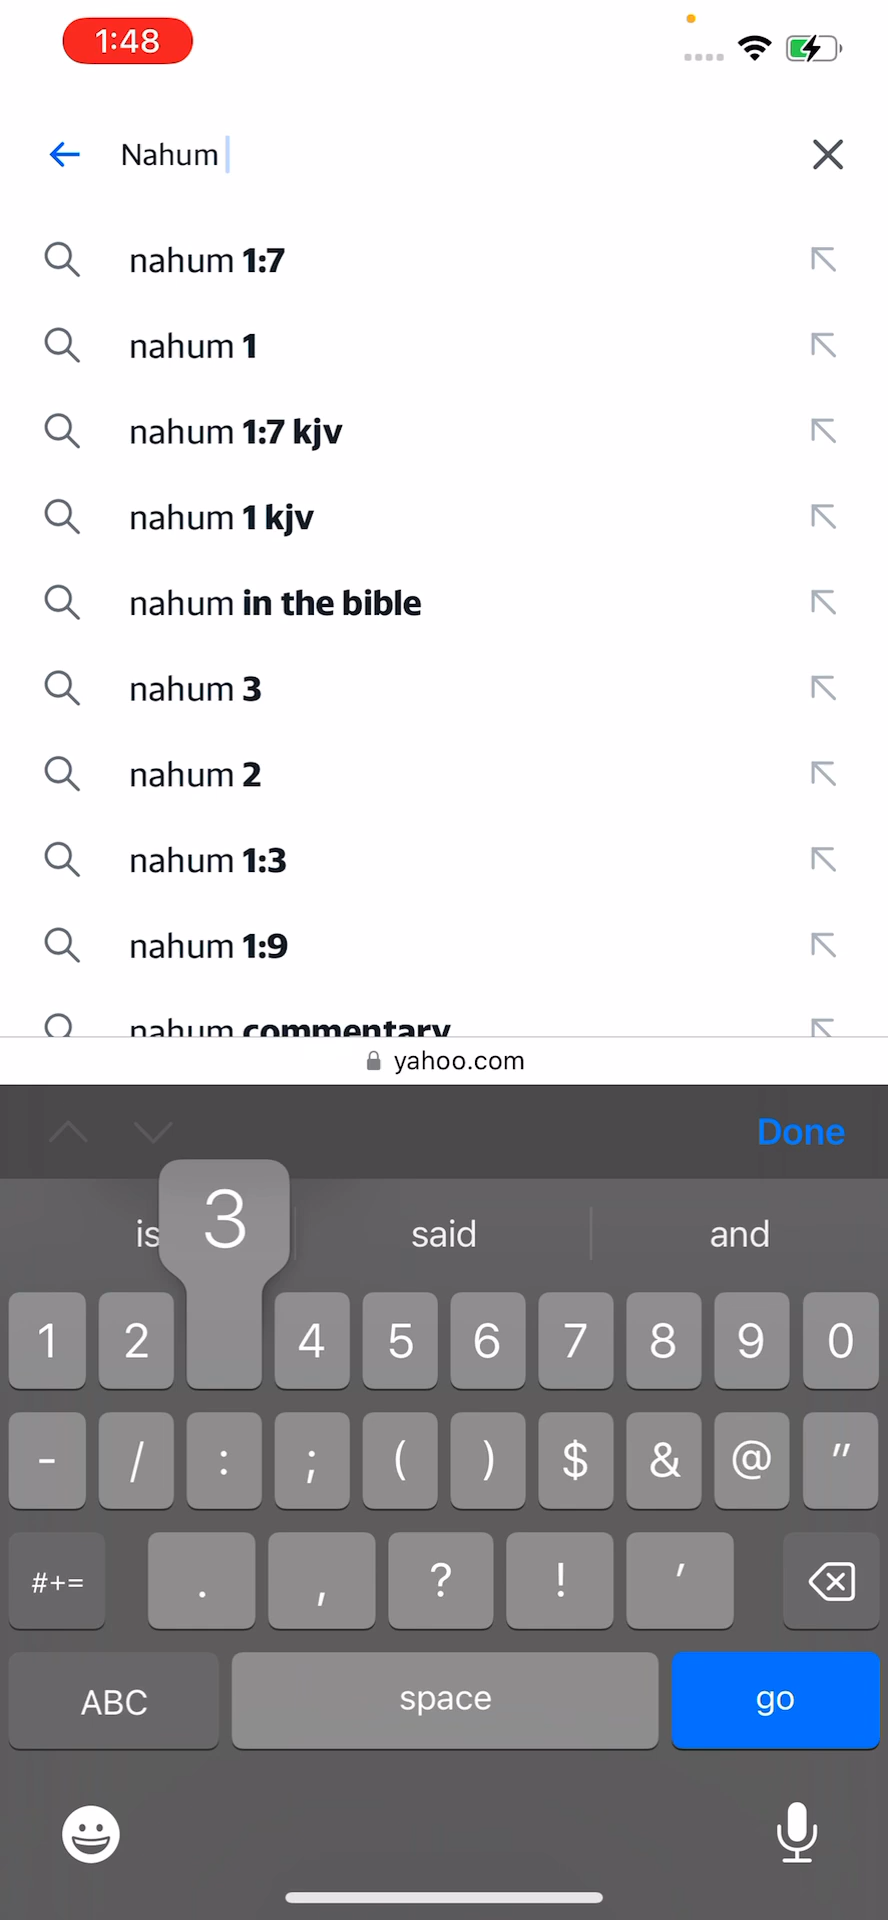 1:48
Nahum
nahum 1:7
nahum 1
nahum 1:7 kjv
nahum 1 kjv
nahum in the bible
nahum 3
nahum 2
nahum 1:3
nahum 1:9
nahum commentary
yahoo.com
Done
is said and
3
1 2 4 5 6 7 8 9 0
- / : ; ( ) $ & @ "
#+= . , ? ! '
ABC space go